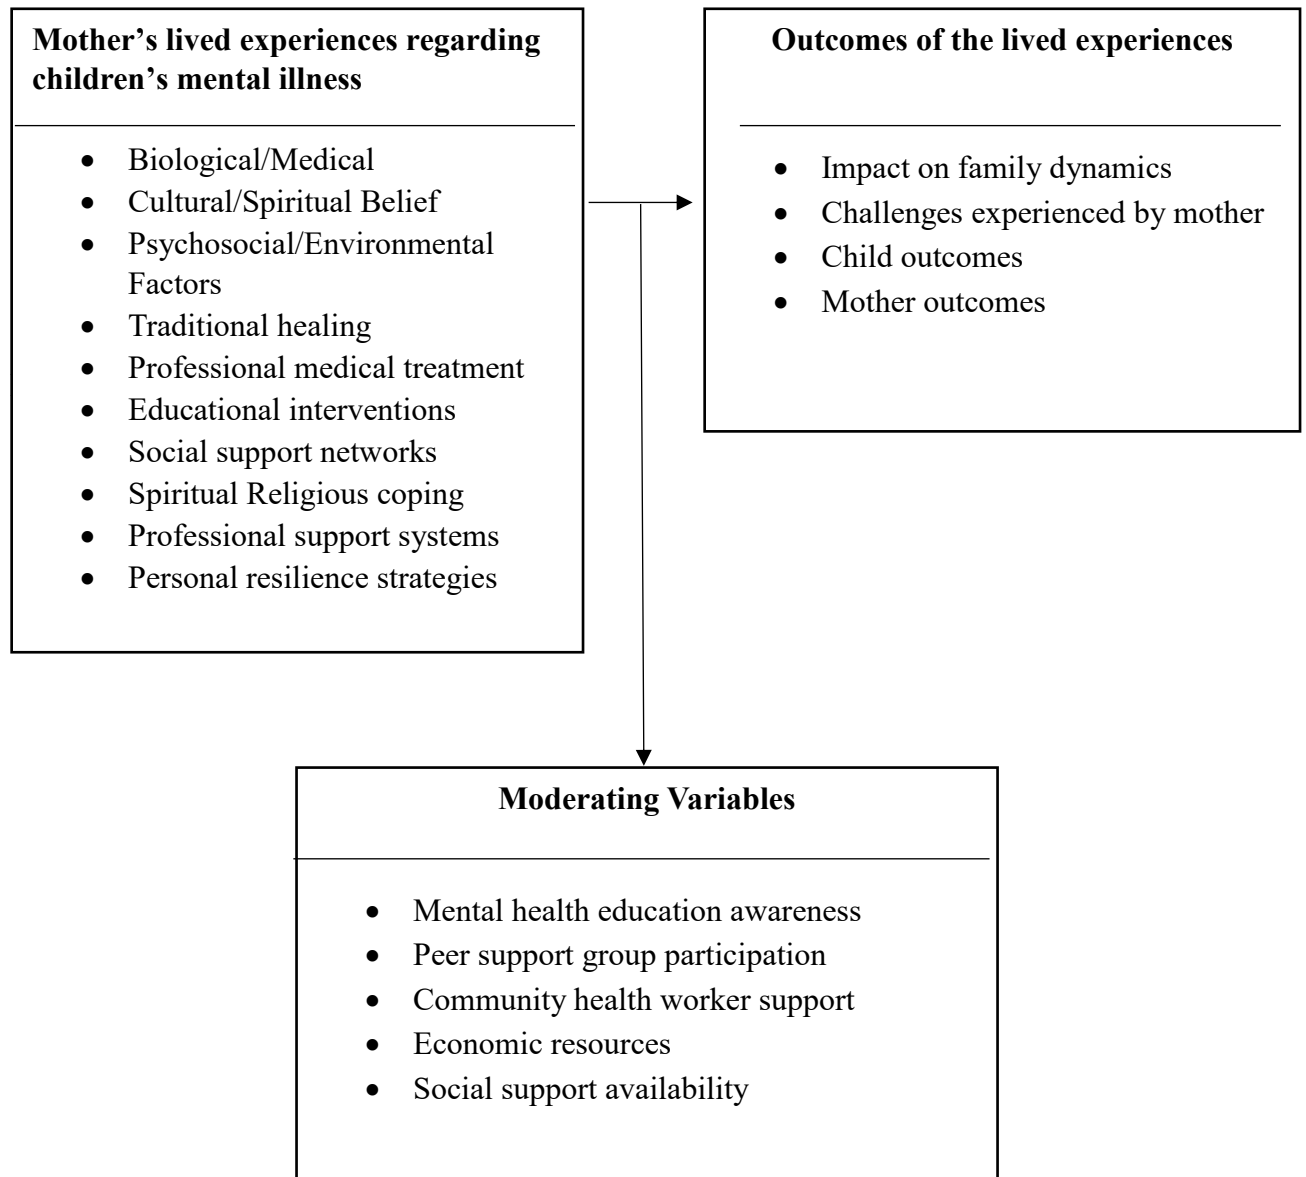 Mother’s lived experiences regarding
children’s mental illness
• Biological/Medical
• Cultural/Spiritual Belief
• Psychosocial/Environmental
Factors
• Traditional healing
• Professional medical treatment
• Educational interventions
• Social support networks
• Spiritual Religious coping
• Professional support systems
• Personal resilience strategies
Outcomes of the lived experiences
• Impact on family dynamics
• Challenges experienced by mother
• Child outcomes
• Mother outcomes
Moderating Variables
• Mental health education awareness
• Peer support group participation
• Community health worker support
• Economic resources
• Social support availability